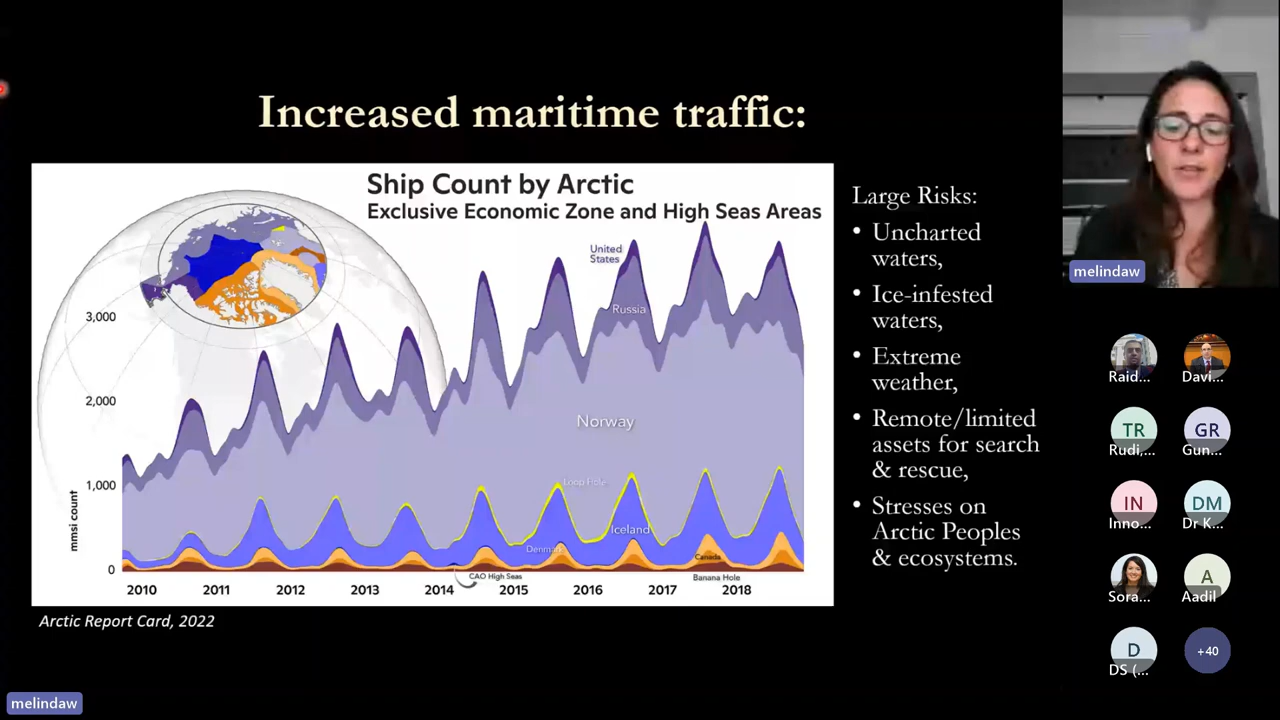 Increased maritime traffic:
Ship Count by Arctic
Exclusive Economic Zone and High Seas Areas
United
States
Russia
Norway
Loop Hole
Iceland
Denmark
Canada
CAO High Seas
Banana Hole
3,000
2,000
1,000
0
mmsi count
2010 2011 2012 2013 2014 2015 2016 2017 2018
Arctic Report Card, 2022
Large Risks:
• Uncharted
waters,
• Ice-infested
waters,
• Extreme
weather,
• Remote/limited
assets for search
& rescue,
• Stresses on
Arctic Peoples
& ecosystems.
melindaw
Raid... Davi...
TR GR
Rudi,... Gun...
IN DM
Inno... Dr K...
A
Sora... Aadil
D +40
DS (...
melindaw